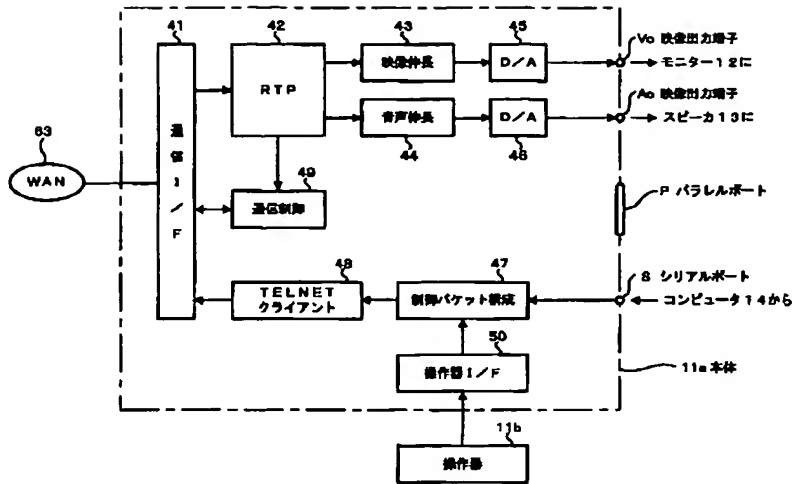 41
42
43
45
Vo 映像出力端子
モニター12に
RTP
映像伸長
D/A
Ao 映像出力端子
スピーカ13に
音声伸長
D/A
44
46
63
WAN
通信I/F
49
通信制御
P パラレルポート
48
47
S シリアルポート
コンピュータ14から
TELNET
クライアント
制御パケット構成
50
操作器I/F
11a 本体
11b
操作器